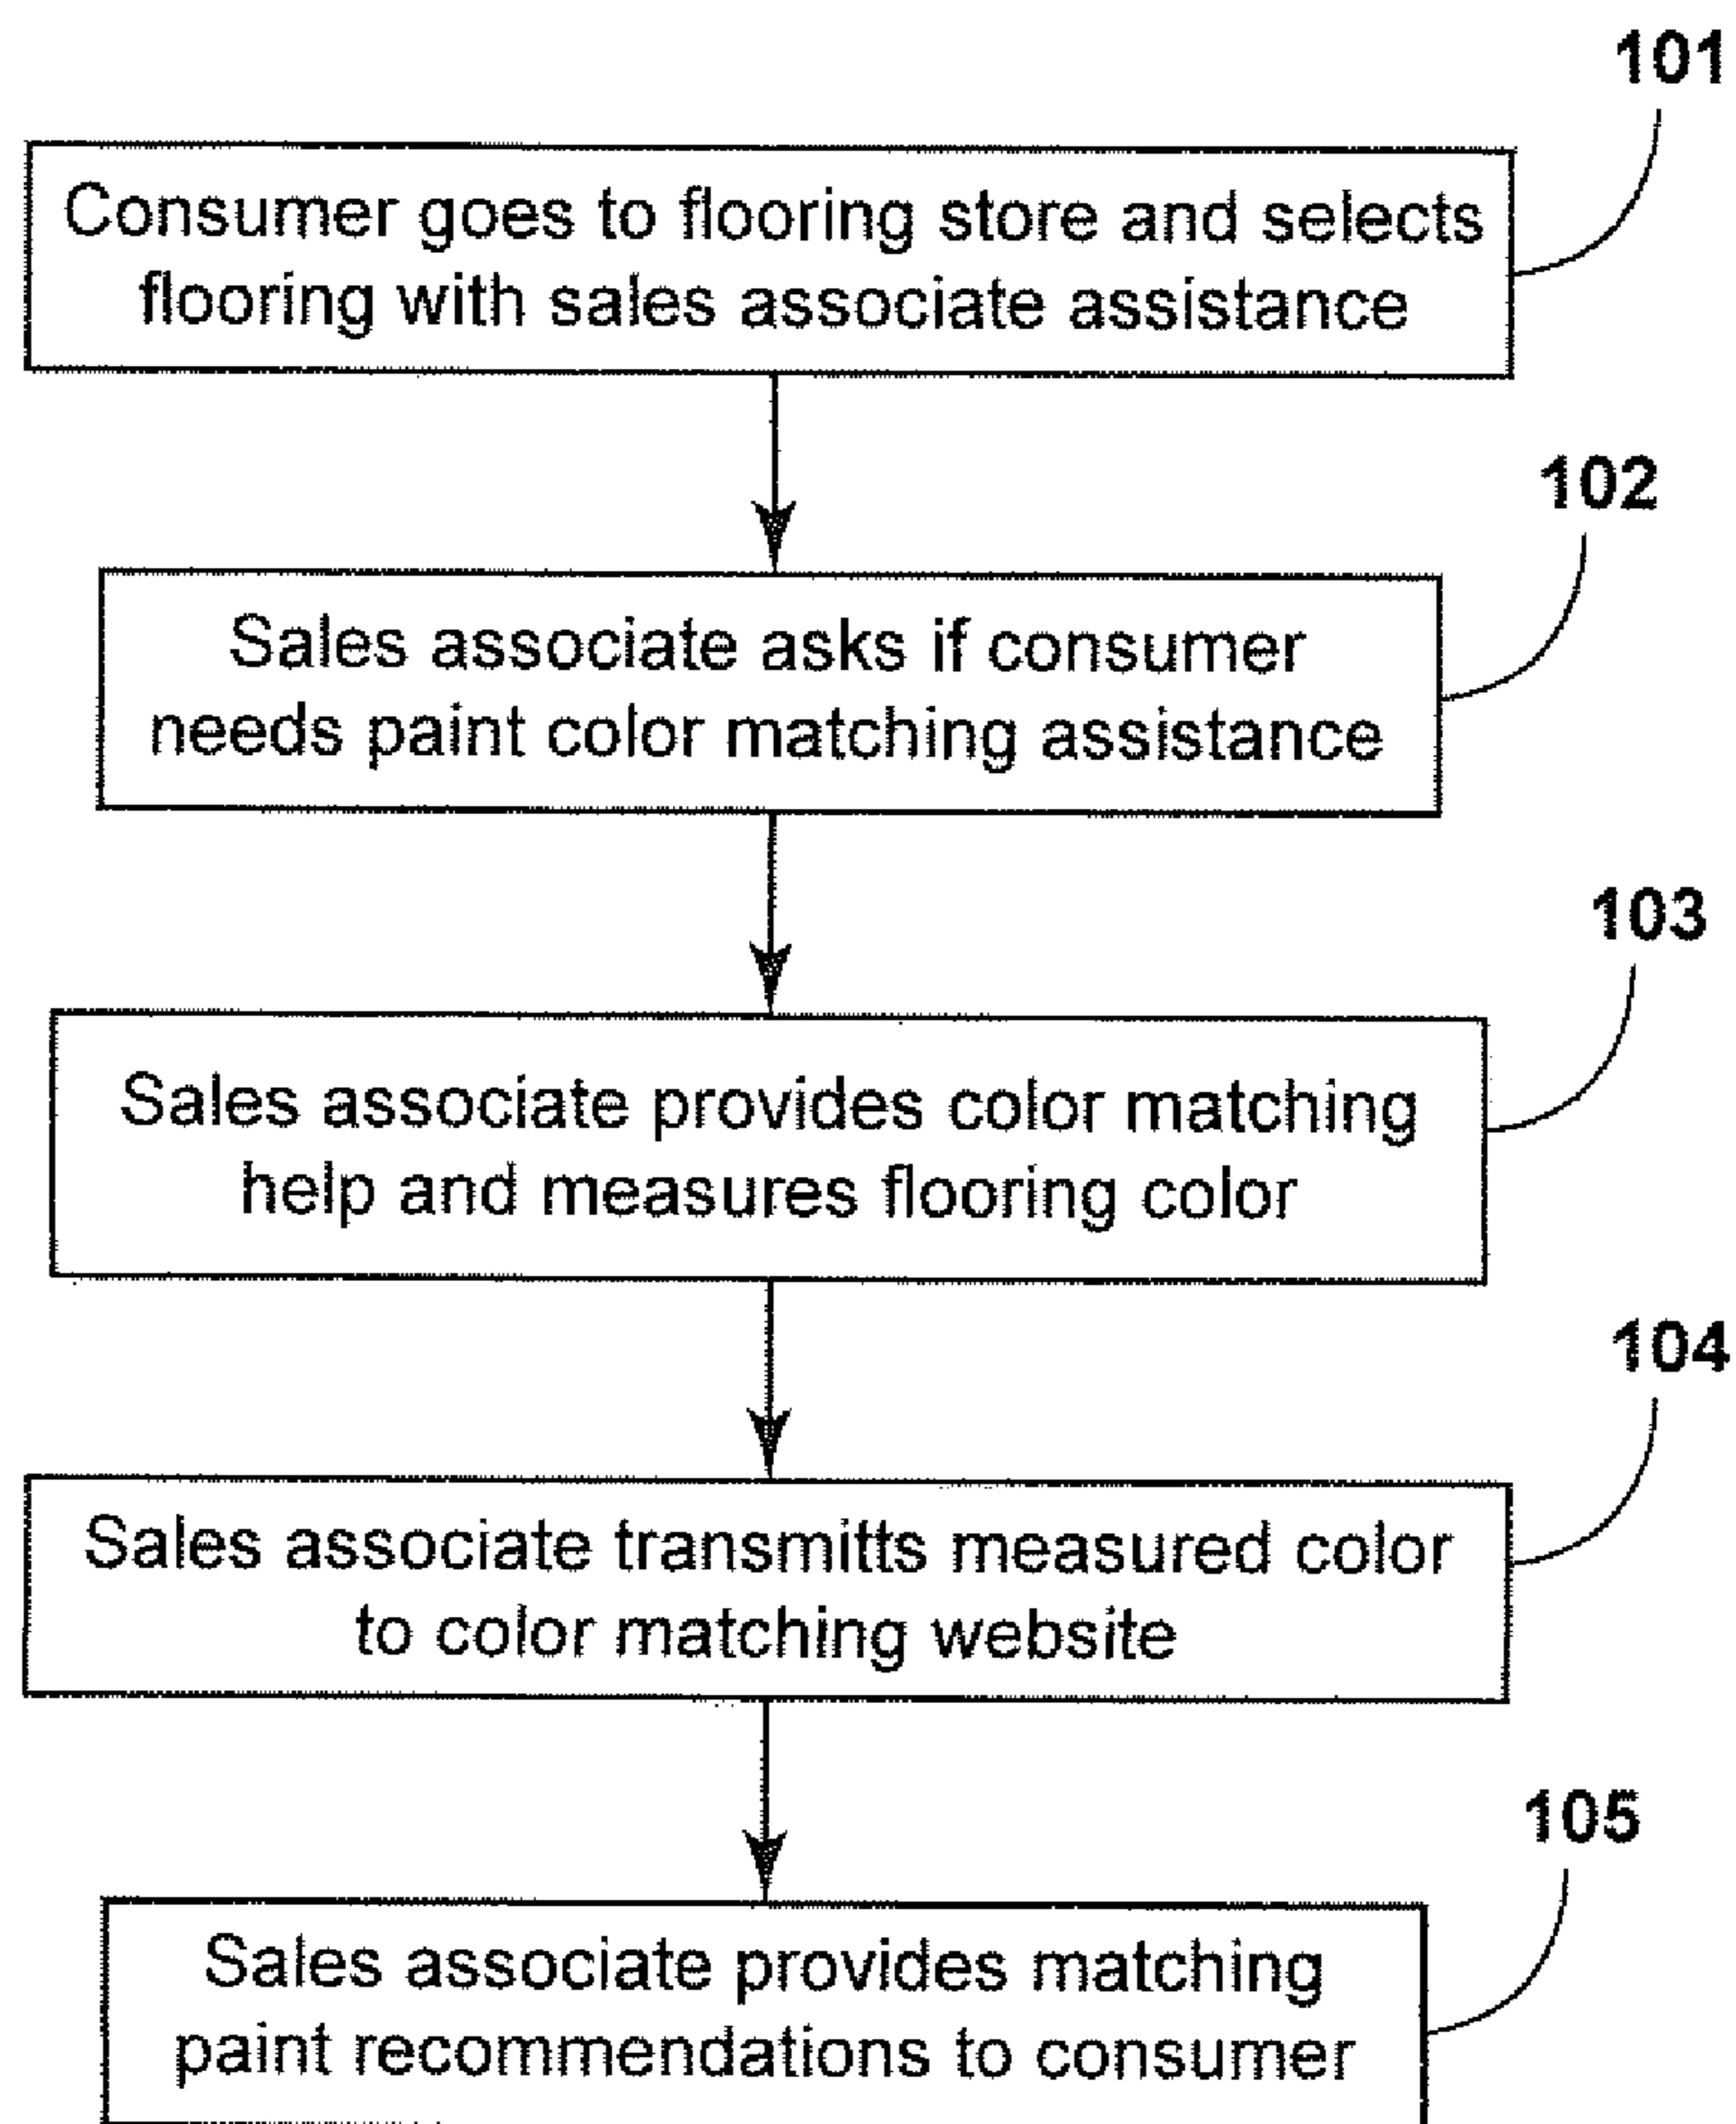 101
Consumer goes to flooring store and selects
flooring with sales associate assistance
102
Sales associate asks if consumer
needs paint color matching assistance
103
Sales associate provides color matching
help and measures flooring color
104
Sales associate transmitts measured color
to color matching website
105
Sales associate provides matching
paint recommendations to consumer